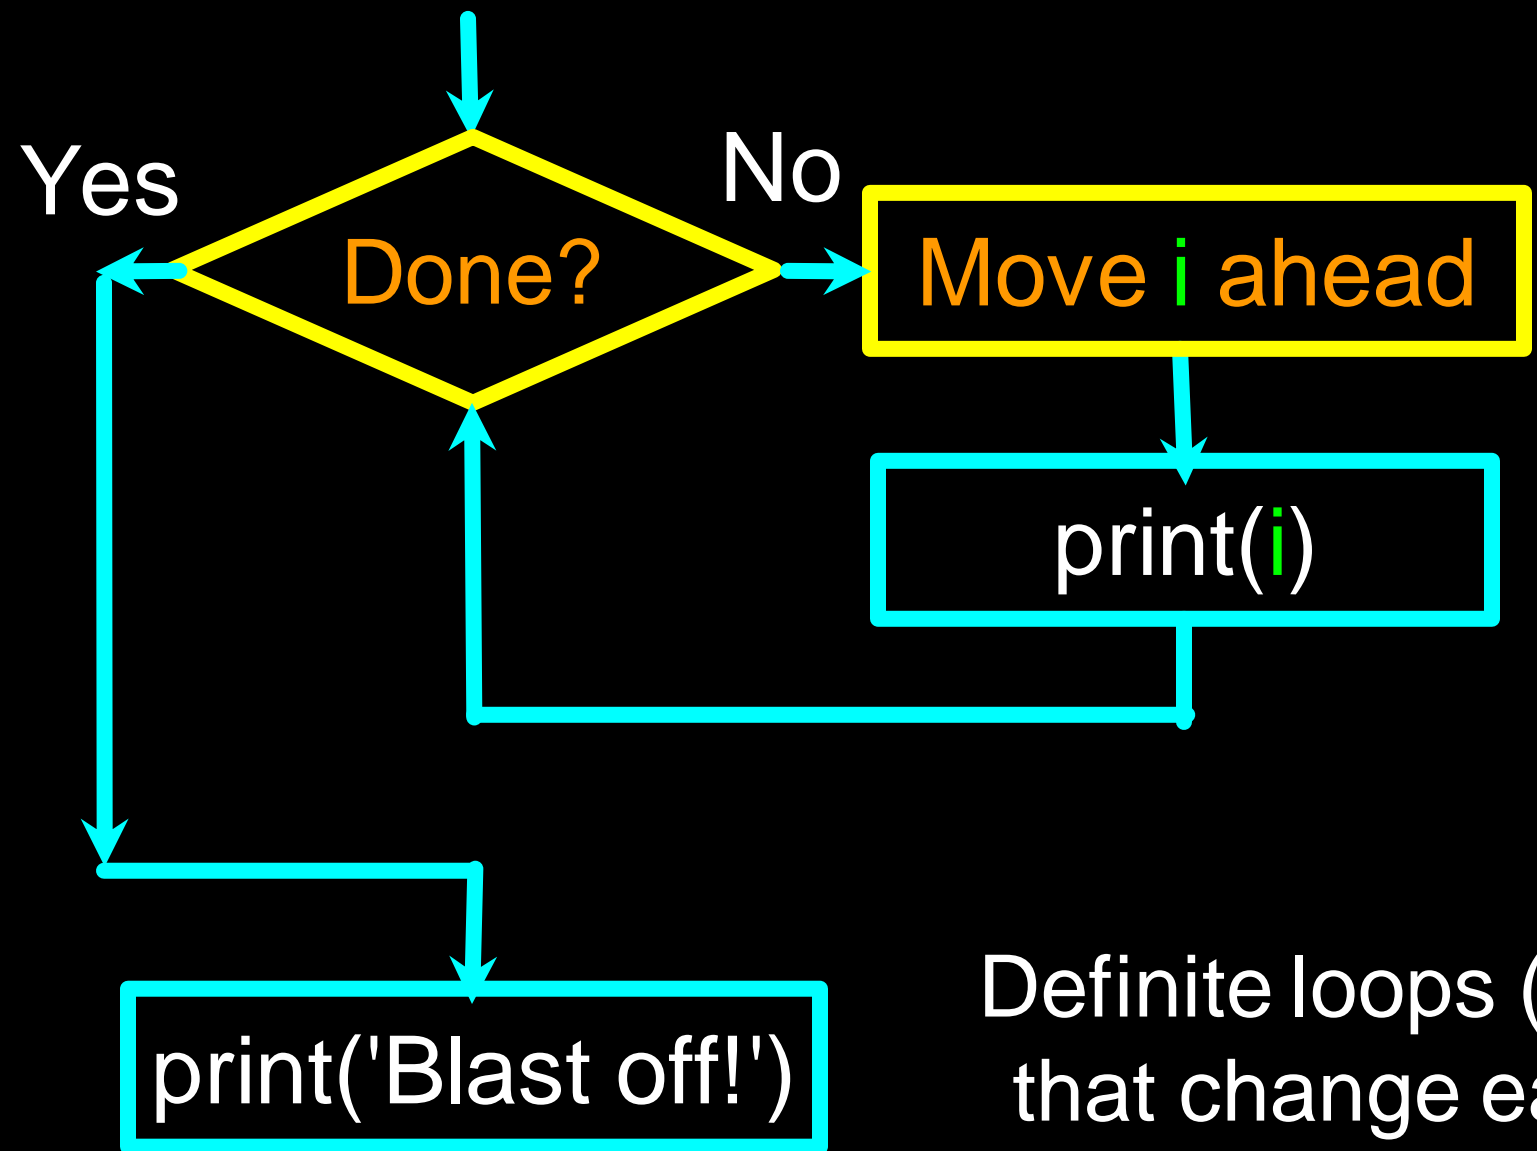 Yes
No
Done?
Move i ahead
print(i)
print('Blast off!')
Definite loops (
that change